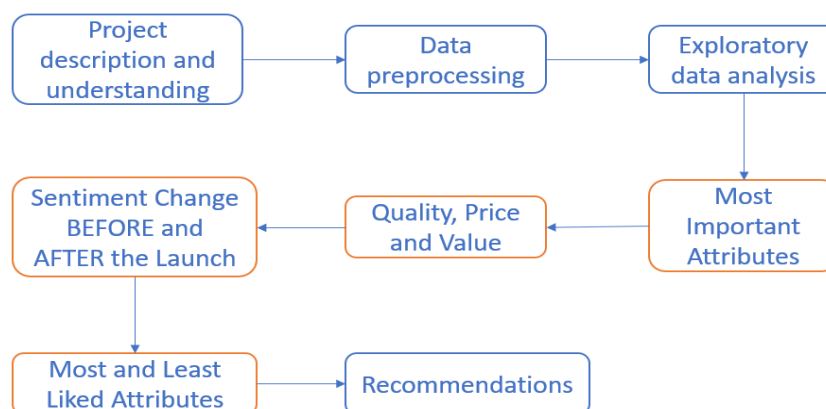 Project
description and
understanding
Data
preprocessing
Exploratory
data analysis
Most
Important
Attributes
Quality, Price
and Value
Sentiment Change
BEFORE and
AFTER the Launch
Most and Least
Liked Attributes
Recommendations